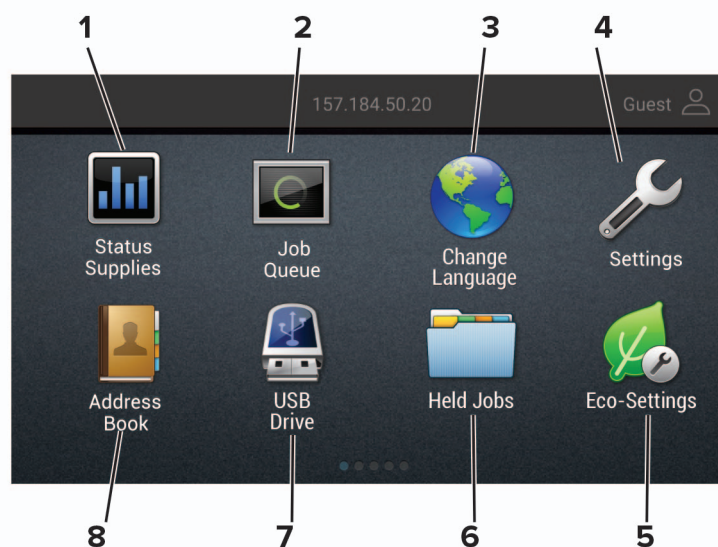 1 2 3 4
157.184.50.20 Guest
Status
Supplies
Job
Queue
Change
Language
Settings
Address
Book
USB
Drive
Held Jobs
Eco-Settings
8 7 6 5